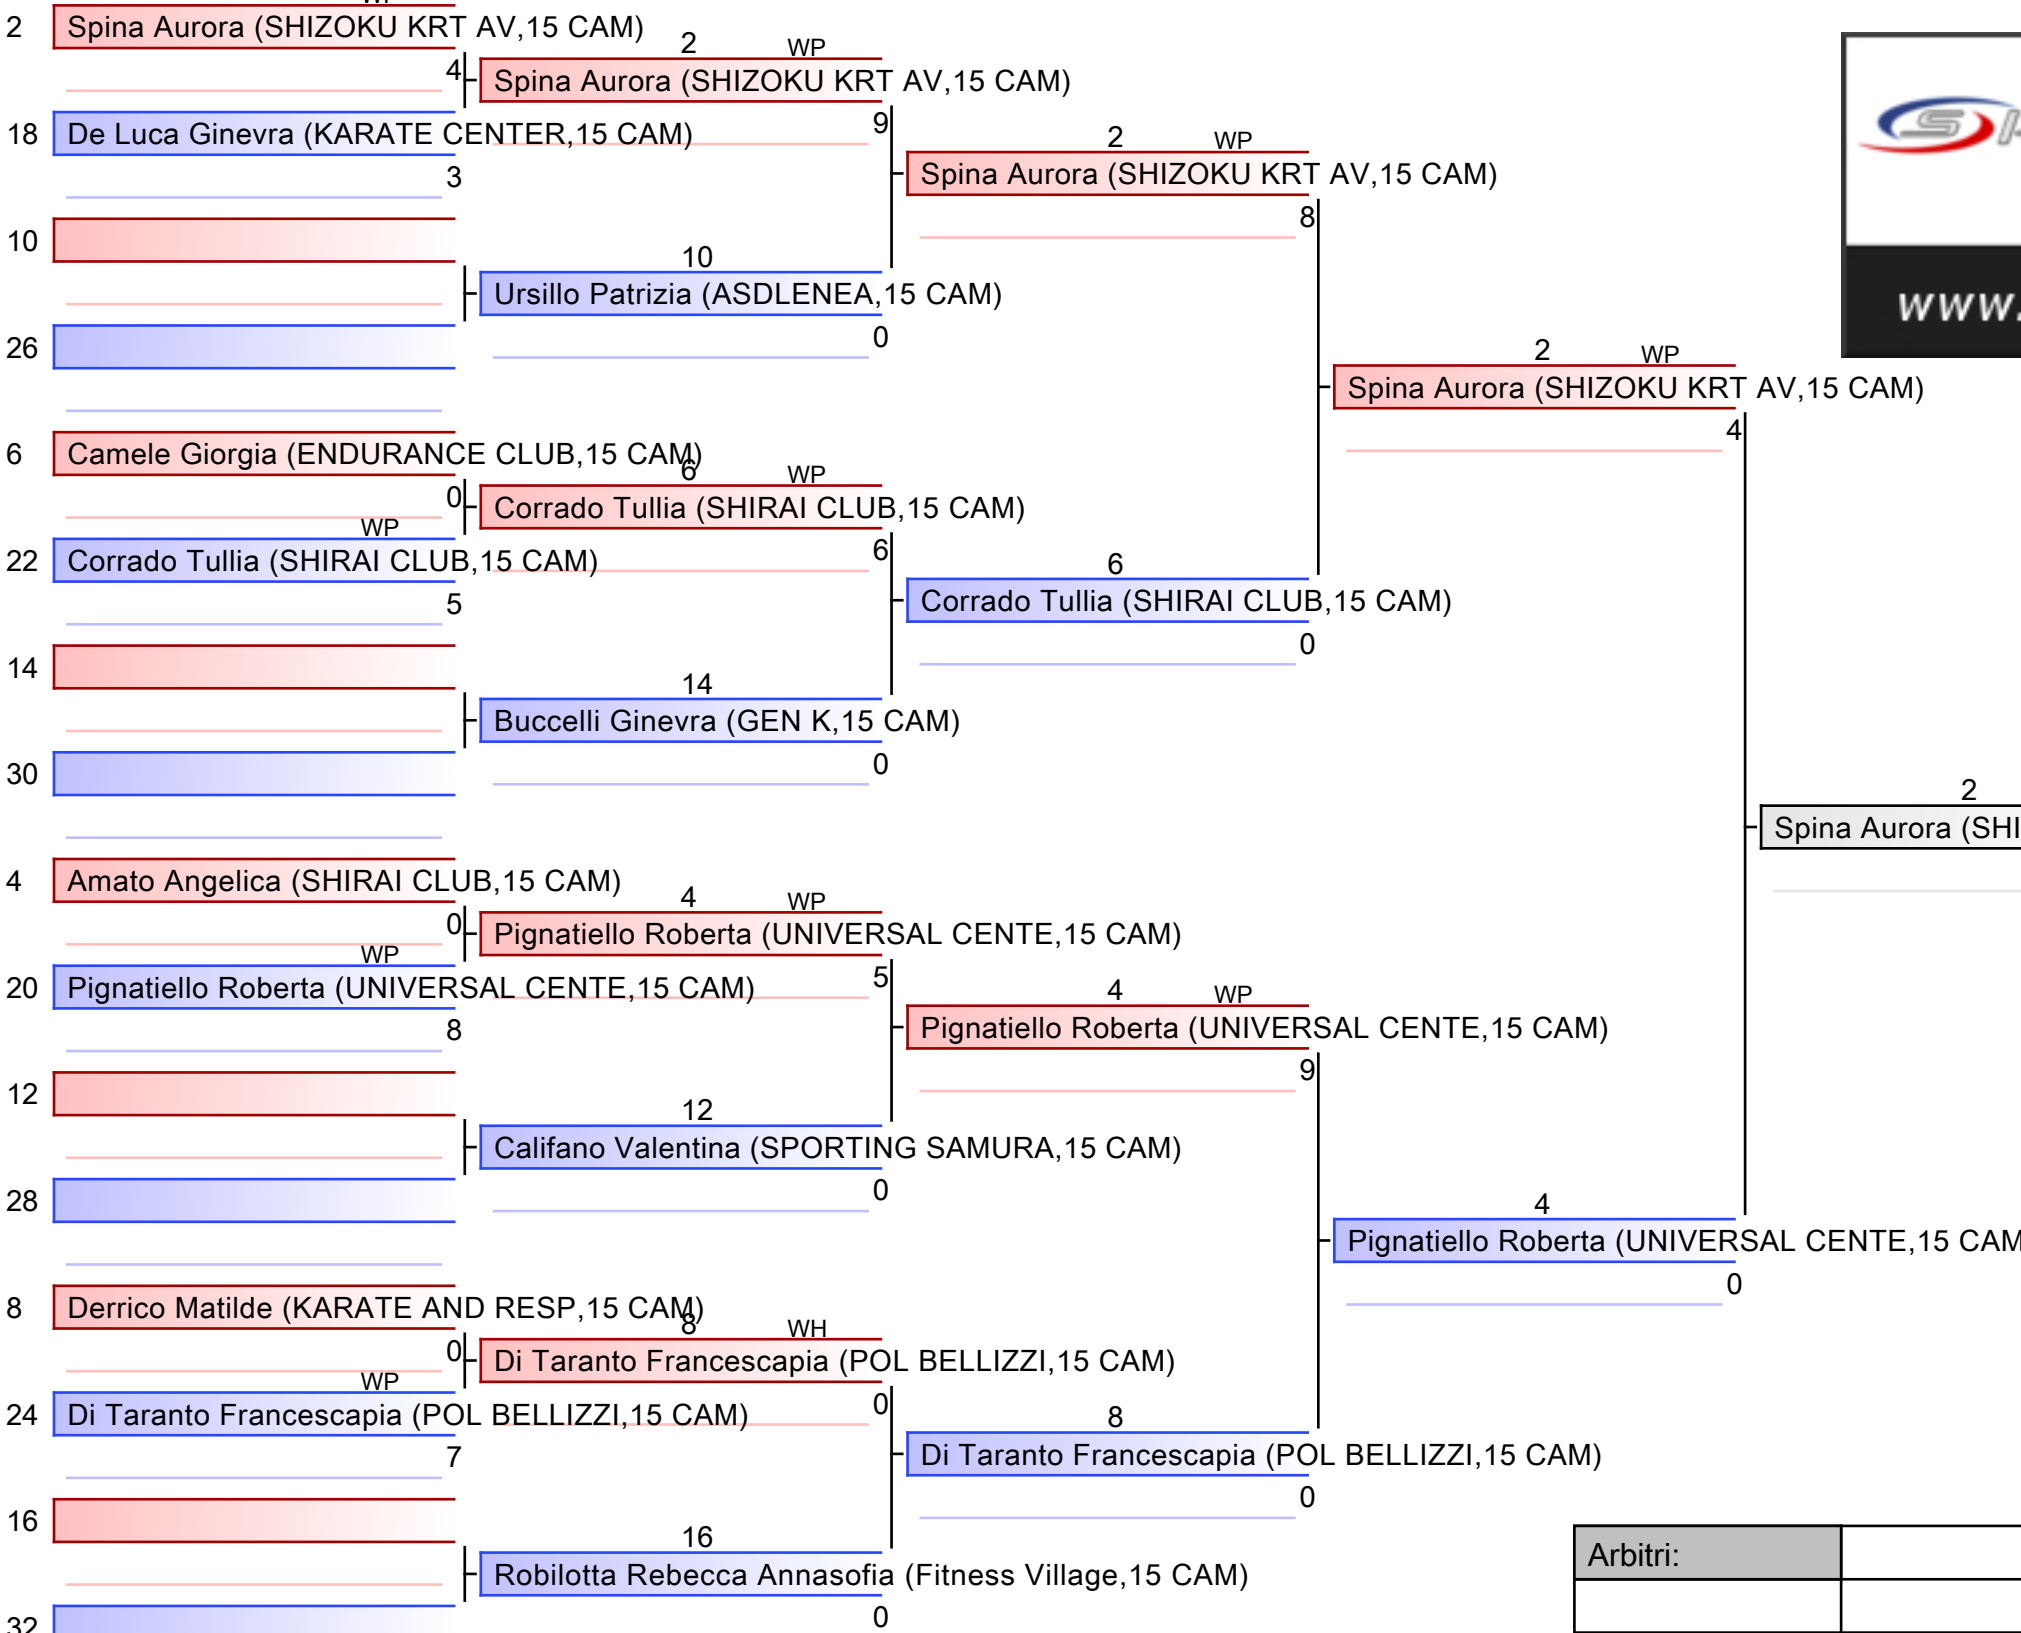 2 Spina Aurora (SHIZOKU KRT AV,15 CAM)
4
2 WP
Spina Aurora (SHIZOKU KRT AV,15 CAM)
9
18 De Luca Ginevra (KARATE CENTER,15 CAM)
3
2 WP
Spina Aurora (SHIZOKU KRT AV,15 CAM)
8
10
10
Ursillo Patrizia (ASDLENEA,15 CAM)
0
26
www.
2 WP
Spina Aurora (SHIZOKU KRT AV,15 CAM)
4
6 Camele Giorgia (ENDURANCE CLUB,15 CAM)
0
6 WP
Corrado Tullia (SHIRAI CLUB,15 CAM)
6
WP
22 Corrado Tullia (SHIRAI CLUB,15 CAM)
5
6
Corrado Tullia (SHIRAI CLUB,15 CAM)
0
14
14
Buccelli Ginevra (GEN K,15 CAM)
0
30
2
Spina Aurora (SHI
4 Amato Angelica (SHIRAI CLUB,15 CAM)
0
4 WP
Pignatiello Roberta (UNIVERSAL CENTE,15 CAM)
5
WP
20 Pignatiello Roberta (UNIVERSAL CENTE,15 CAM)
8
4 WP
Pignatiello Roberta (UNIVERSAL CENTE,15 CAM)
9
12
12
Califano Valentina (SPORTING SAMURA,15 CAM)
0
28
4
Pignatiello Roberta (UNIVERSAL CENTE,15 CAM
0
8 Derrico Matilde (KARATE AND RESP,15 CAM)
0
8 WH
Di Taranto Francescapia (POL BELLIZZI,15 CAM)
0
WP
24 Di Taranto Francescapia (POL BELLIZZI,15 CAM)
7
8
Di Taranto Francescapia (POL BELLIZZI,15 CAM)
0
16
16
Robilotta Rebecca Annasofia (Fitness Village,15 CAM)
0
32
Arbitri: